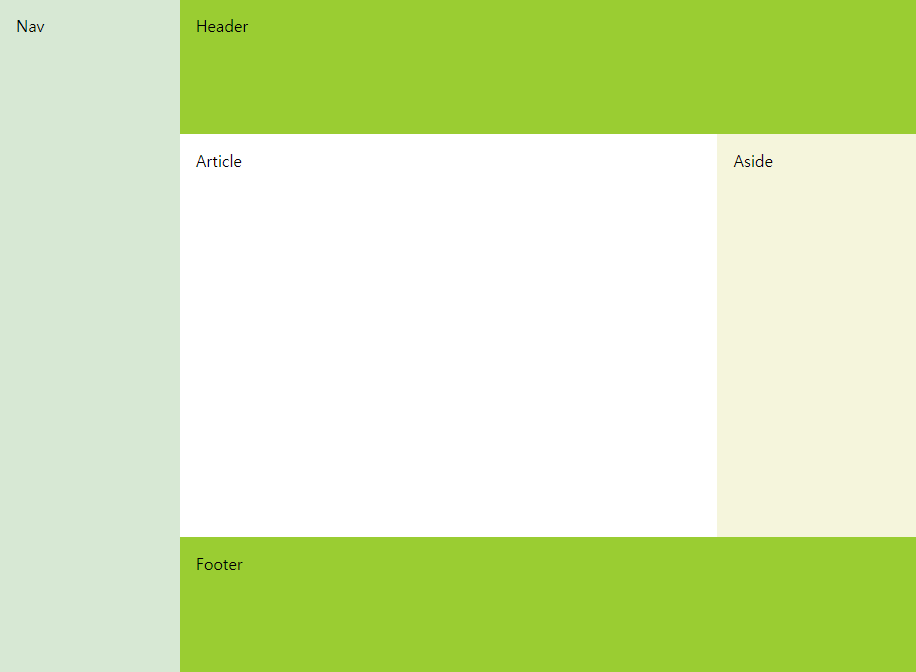 Nav
Header
Article
Aside
Footer